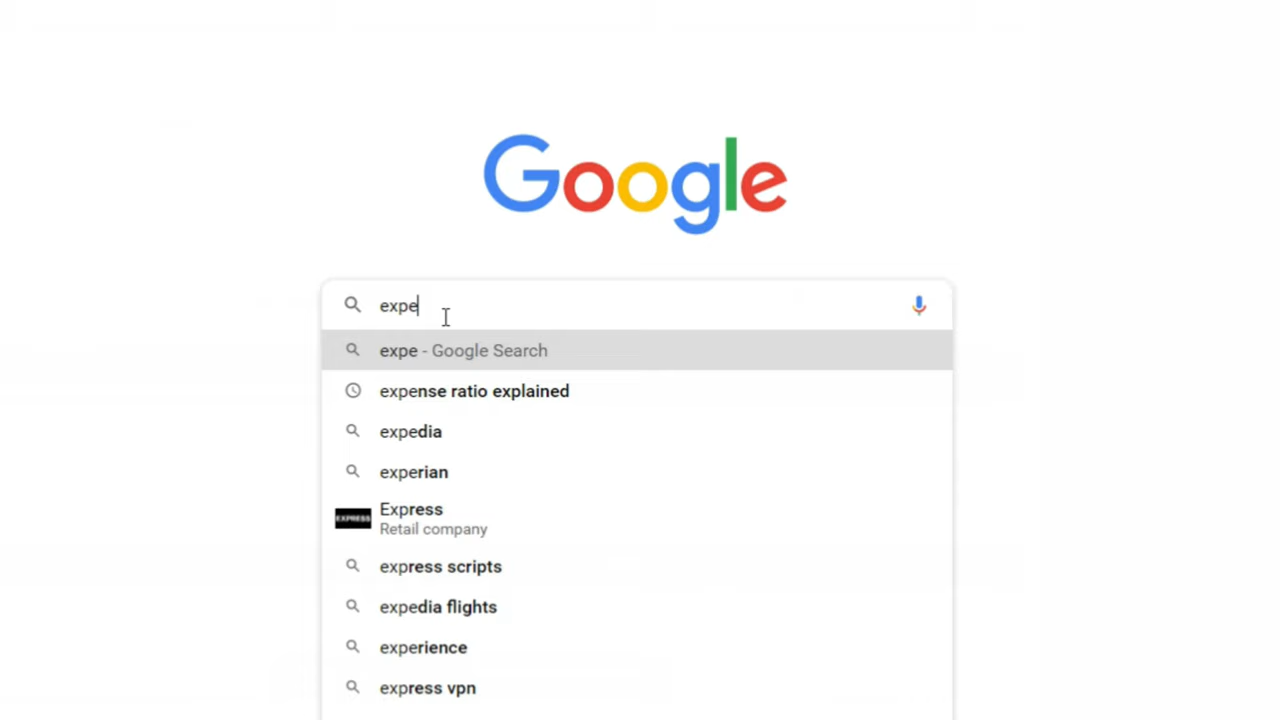 Google
expe
expe - Google Search
expense ratio explained
expedia
experian
EXPRESS
Express
Retail company
express scripts
expedia flights
experience
express vpn